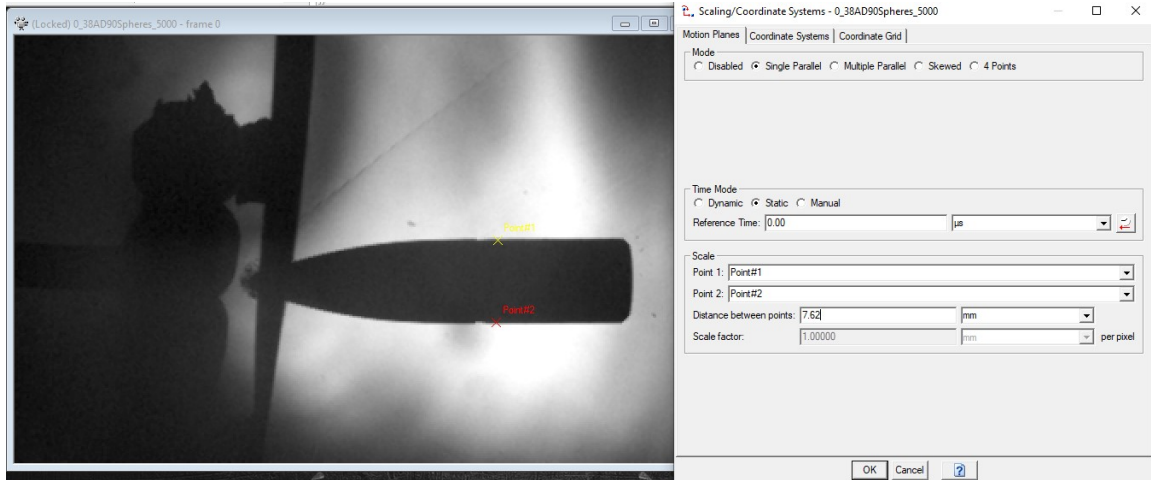 (Locked) 0_38AD90Spheres_5000 - frame 0
Point#1
Point#2
Scaling/Coordinate Systems - 0_38AD90Spheres_5000
Motion Planes Coordinate Systems Coordinate Grid
Mode
Disabled Single Parallel Multiple Parallel Skewed 4 Points
Time Mode
Dynamic Static Manual
Reference Time: 0.00 µs
Scale
Point 1: Point#1
Point 2: Point#2
Distance between points: 7.62 mm
Scale factor: 1.00000 mm per pixel
OK Cancel ?